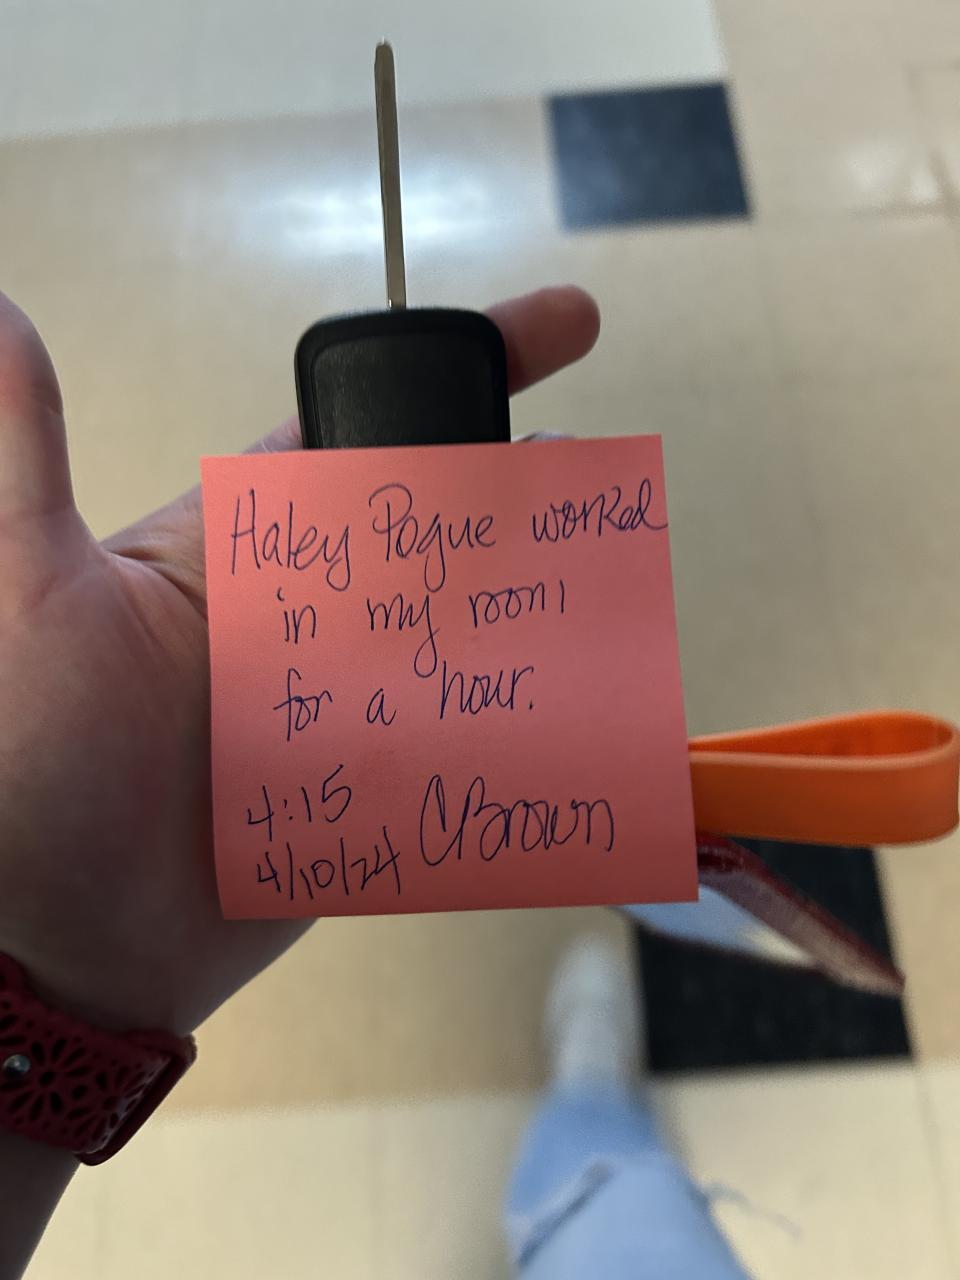 Haley Pogue worked
in my room
for a hour.
4:15
4/10/24 CBrown